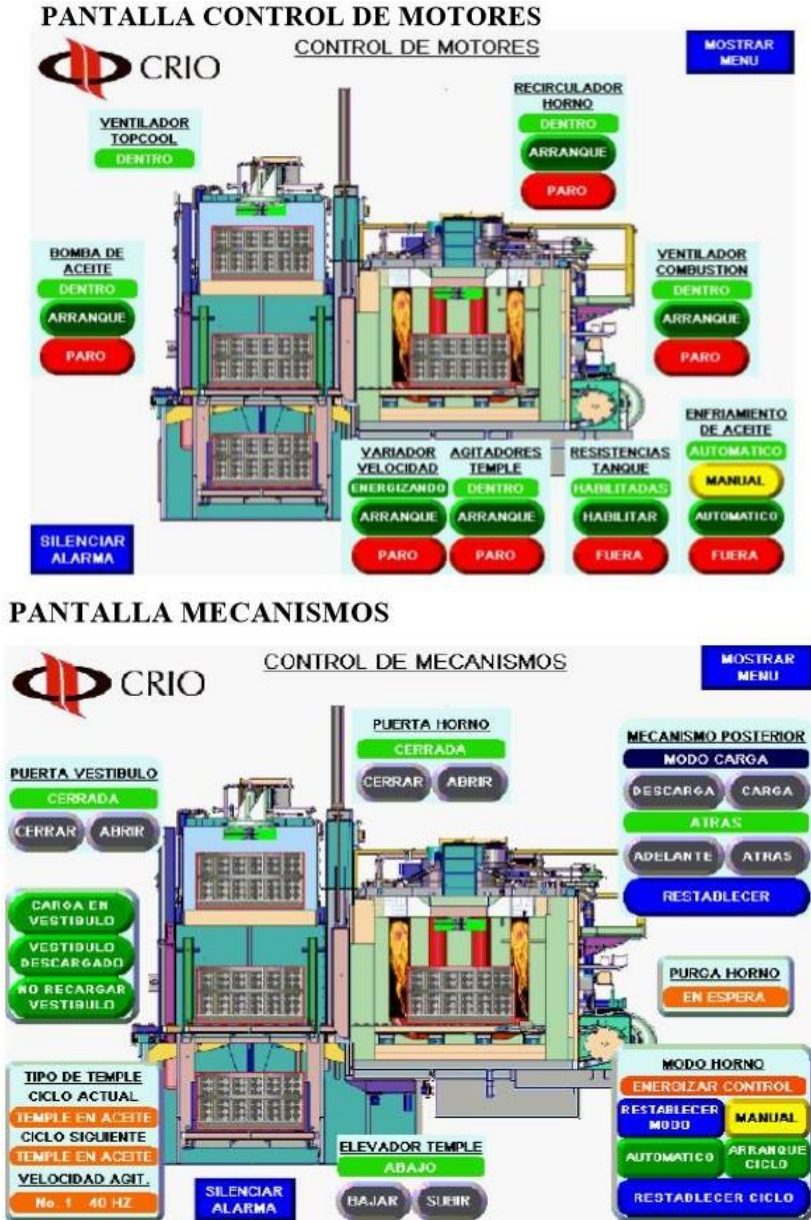 PANTALLA CONTROL DE MOTORES
CRIO
CONTROL DE MOTORES
MOSTRAR
MENU
VENTILADOR
TOPCOOL
DENTRO
RECIRCULADOR
HORNO
DENTRO
ARRANQUE
PARO
BOMBA DE
ACEITE
DENTRO
ARRANQUE
PARO
VENTILADOR
COMBUSTION
DENTRO
ARRANQUE
PARO
VARIADOR
VELOCIDAD
ENERGIZANDO
ARRANQUE
PARO
AGITADORES
TEMPLE
DENTRO
ARRANQUE
PARO
RESISTENCIAS
TANQUE
HABILITADAS
HABILITAR
FUERA
ENFRIAMIENTO
DE ACEITE
AUTOMATICO
MANUAL
AUTOMATICO
FUERA
SILENCIAR
ALARMA
PANTALLA MECANISMOS
CRIO
CONTROL DE MECANISMOS
MOSTRAR
MENU
PUERTA VESTIBULO
CERRADA
CERRAR ABRIR
PUERTA HORNO
CERRADA
CERRAR ABRIR
MECANISMO POSTERIOR
MODO CARGA
DESCARGA CARGA
ATRAS
ADELANTE ATRAS
RESTABLECER
CARGA EN
VESTIBULO
VESTIBULO
DESCARGADO
NO RECARGAR
VESTIBULO
PURGA HORNO
EN ESPERA
TIPO DE TEMPLE
CICLO ACTUAL
TEMPLE EN ACEITE
CICLO SIGUIENTE
TEMPLE EN ACEITE
VELOCIDAD AGIT.
No. 1 40 HZ
SILENCIAR
ALARMA
ELEVADOR TEMPLE
ABAJO
BAJAR SUBIR
MODO HORNO
ENERGIZAR CONTROL
RESTABLECER
MODO
MANUAL
AUTOMATICO
ARRANQUE
CICLO
RESTABLECER CICLO